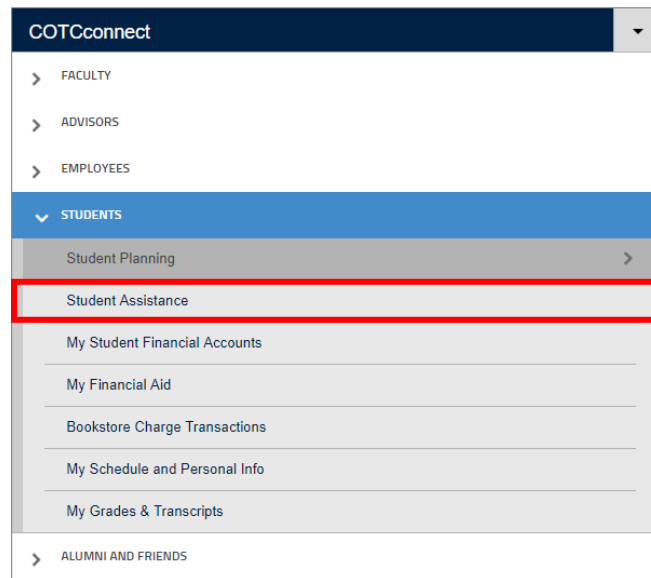 COTCconnect
FACULTY
ADVISORS
EMPLOYEES
STUDENTS
Student Planning
Student Assistance
My Student Financial Accounts
My Financial Aid
Bookstore Charge Transactions
My Schedule and Personal Info
My Grades & Transcripts
ALUMNI AND FRIENDS